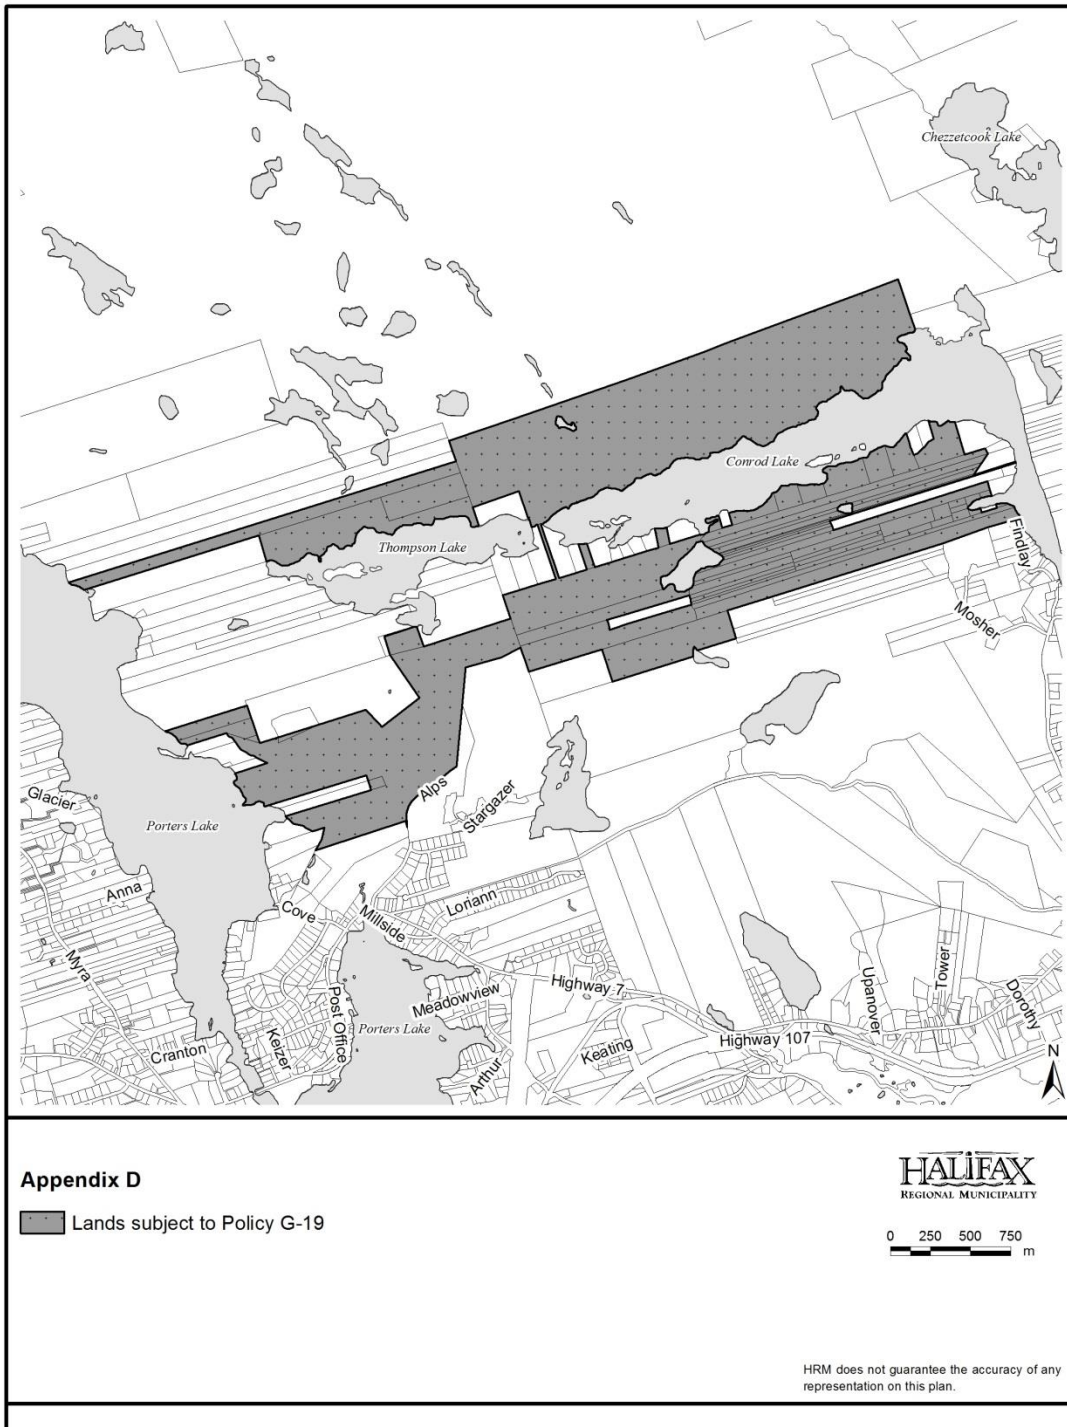 Chezzetcook Lake
Conrod Lake
Thompson Lake
Findlay
Mosher
Alps
Stargazer
Glacier
Porters Lake
Anna
Loriann
Cove
Millside
Myra
Highway 7
Upanover
Tower
Dorothy
Meadowview
Post Office
Porters Lake
Keizer
Cranton
Arthur
Keating
Highway 107
N
Appendix D
Lands subject to Policy G-19
HALIFAX
REGIONAL MUNICIPALITY
0 250 500 750
m
HRM does not guarantee the accuracy of any
representation on this plan.